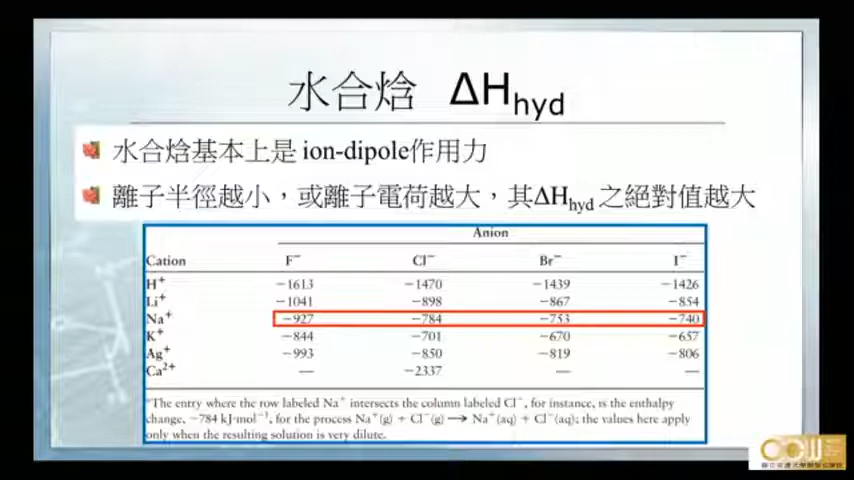 水合焓 ΔHhyd
水合焓基本上是 ion-dipole作用力
離子半徑越小，或離子電荷越大，其ΔHhyd 之絕對值越大
Anion
Cation F⁻ Cl⁻ Br⁻ I⁻
H⁺ −1613 −1470 −1439 −1426
Li⁺ −1041 −898 −867 −854
Na⁺ −927 −784 −753 −740
K⁺ −844 −701 −670 −657
Ag⁺ −993 −850 −819 −806
Ca²⁺ — −2337 — —
*The entry where the row labeled Na⁺ intersects the column labeled Cl⁻, for instance, is the enthalpy
change, −784 kJ·mol⁻¹, for the process Na⁺(g) + Cl⁻(g) ⟶ Na⁺(aq) + Cl⁻(aq); the values here apply
only when the resulting solution is very dilute.
OCW